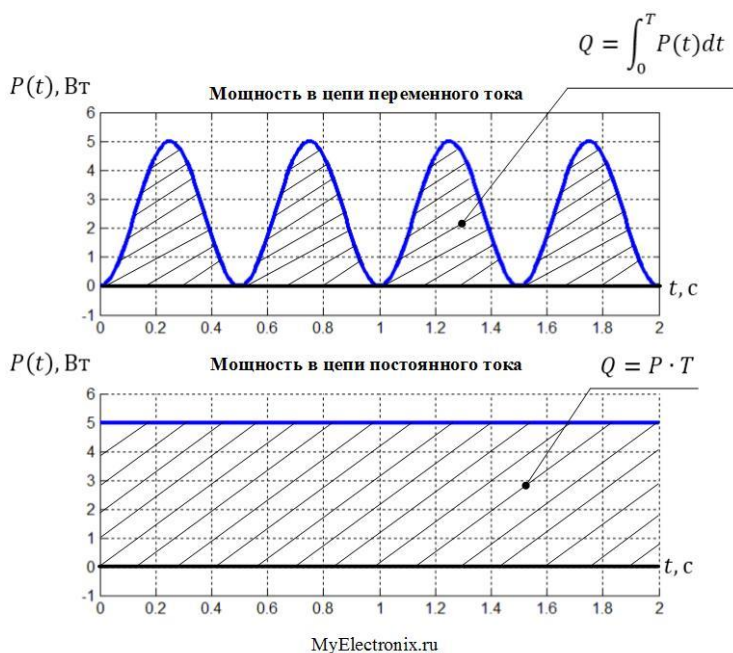 Q = ∫₀ᵀ P(t)dt
P(t), Вт
Мощность в цепи переменного тока
6
5
4
3
2
1
0
-1
t, с
0 0.2 0.4 0.6 0.8 1 1.2 1.4 1.6 1.8 2
P(t), Вт
Мощность в цепи постоянного тока
Q = P · T
6
5
4
3
2
1
0
-1
t, с
0 0.2 0.4 0.6 0.8 1 1.2 1.4 1.6 1.8 2
MyElectronix.ru